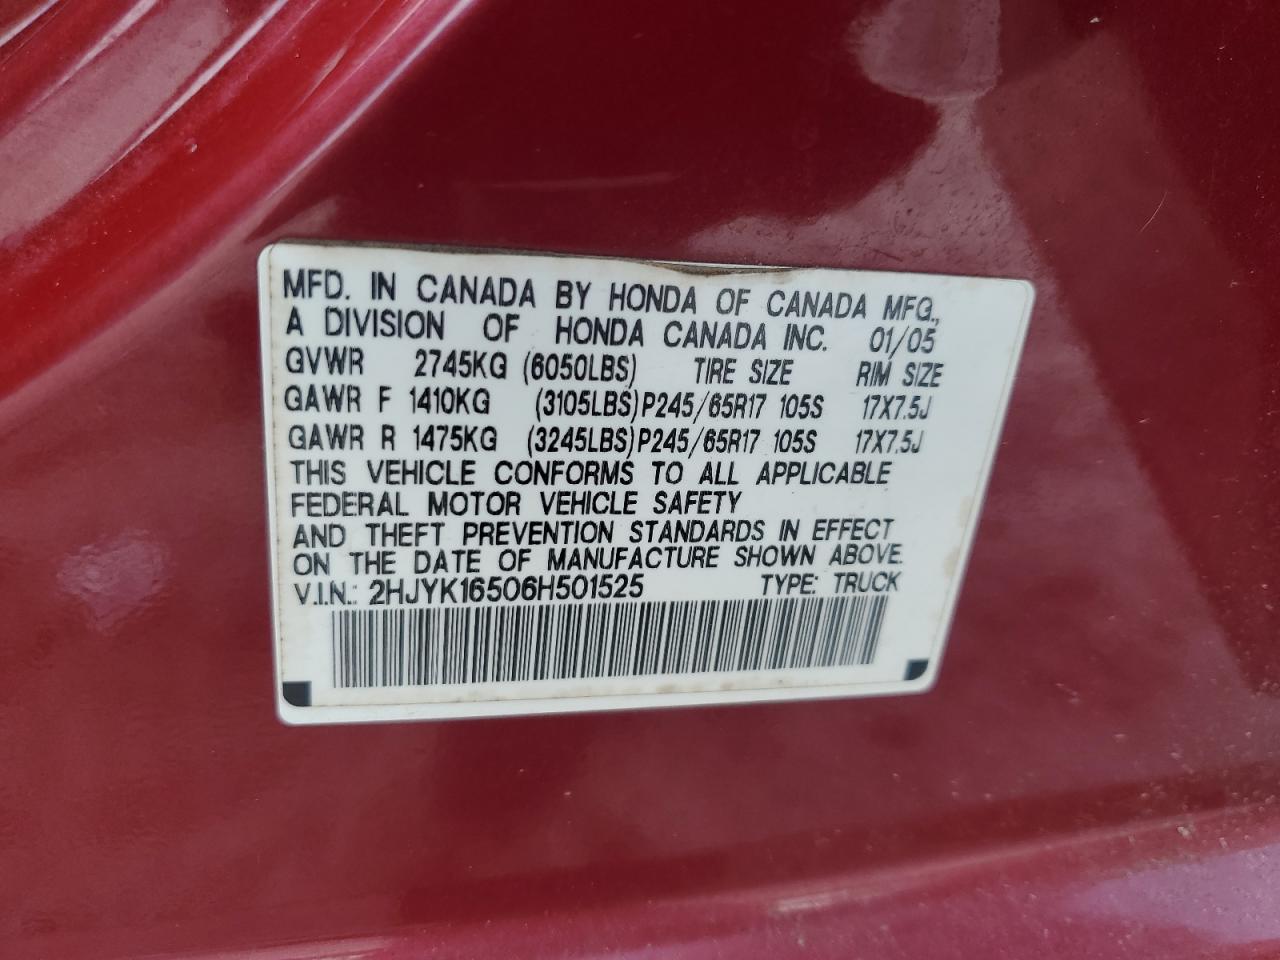 MFD. IN CANADA BY HONDA OF CANADA MFG.,
A DIVISION OF HONDA CANADA INC. 01/05
GVWR 2745KG (6050LBS) TIRE SIZE RIM SIZE
GAWR F 1410KG (3105LBS) P245/65R17 105S 17X7.5J
GAWR R 1475KG (3245LBS) P245/65R17 105S 17X7.5J
THIS VEHICLE CONFORMS TO ALL APPLICABLE
FEDERAL MOTOR VEHICLE SAFETY
AND THEFT PREVENTION STANDARDS IN EFFECT
ON THE DATE OF MANUFACTURE SHOWN ABOVE.
V.I.N.: 2HJYK16506H501525 TYPE: TRUCK